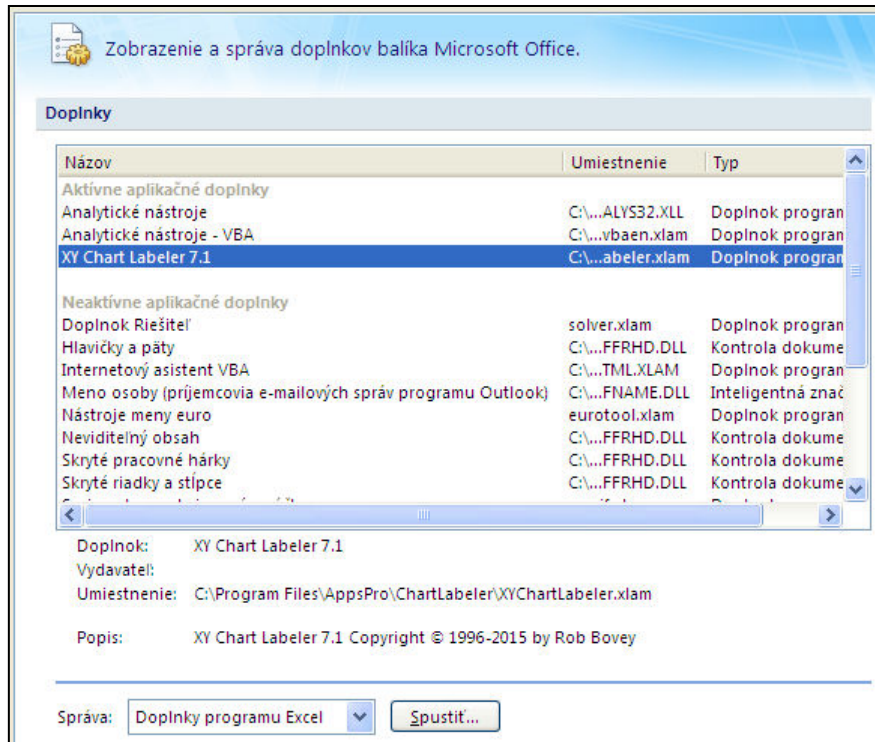 Zobrazenie a správa doplnkov balíka Microsoft Office.
Doplnky
Názov Umiestnenie Typ
Aktívne aplikačné doplnky
Analytické nástroje C:\...ALYS32.XLL Doplnok program
Analytické nástroje - VBA C:\...vbaen.xlam Doplnok program
XY Chart Labeler 7.1 C:\...abeler.xlam Doplnok program
Neaktívne aplikačné doplnky
Doplnok Riešiteľ solver.xlam Doplnok program
Hlavičky a päty C:\...FFRHD.DLL Kontrola dokume
Internetový asistent VBA C:\...TML.XLAM Doplnok program
Meno osoby (príjemcovia e-mailových správ programu Outlook) C:\...FNAME.DLL Inteligentná znač
Nástroje meny euro eurotool.xlam Doplnok program
Neviditeľný obsah C:\...FFRHD.DLL Kontrola dokume
Skryté pracovné hárky C:\...FFRHD.DLL Kontrola dokume
Skryté riadky a stĺpce C:\...FFRHD.DLL Kontrola dokume
Doplnok: XY Chart Labeler 7.1
Vydavateľ:
Umiestnenie: C:\Program Files\AppsPro\ChartLabeler\XYChartLabeler.xlam
Popis: XY Chart Labeler 7.1 Copyright © 1996-2015 by Rob Bovey
Správa: Doplnky programu Excel Spustiť...